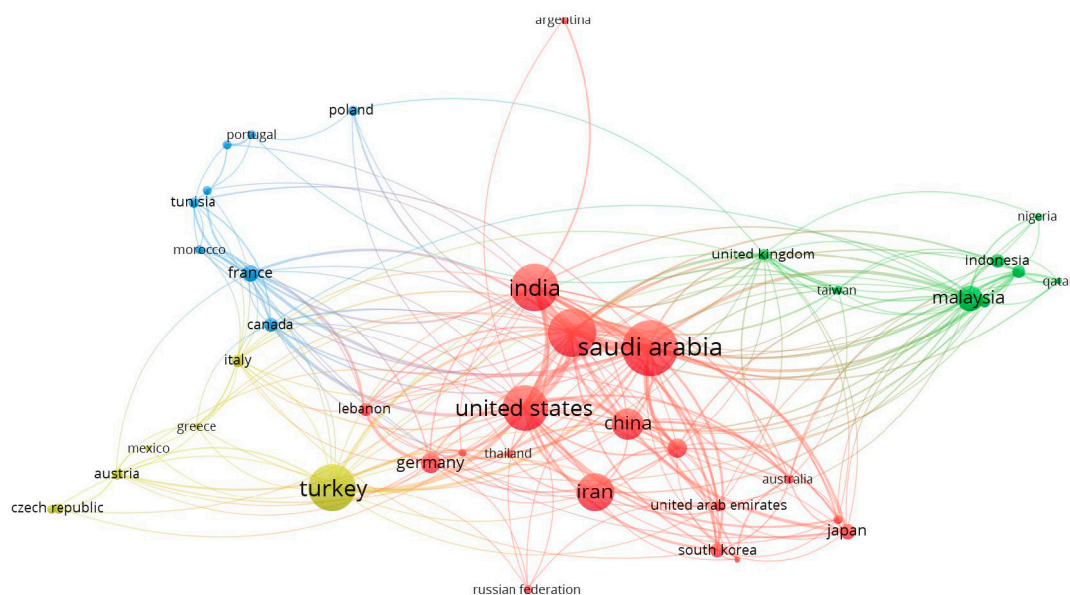 argentina
poland
portugal
tunisia
nigeria
morocco
united kingdom
indonesia
france
qata
india
taiwan
malaysia
canada
saudi arabia
italy
lebanon
united states
china
greece
mexico
thailand
germany
austria
australia
turkey
iran
czech republic
united arab emirates
japan
south korea
russian federation